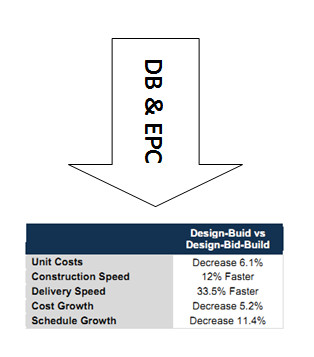 DB & EPC
Design-Buid vs
Design-Bid-Build
Unit Costs Decrease 6.1%
Construction Speed 12% Faster
Delivery Speed 33.5% Faster
Cost Growth Decrease 5.2%
Schedule Growth Decrease 11.4%